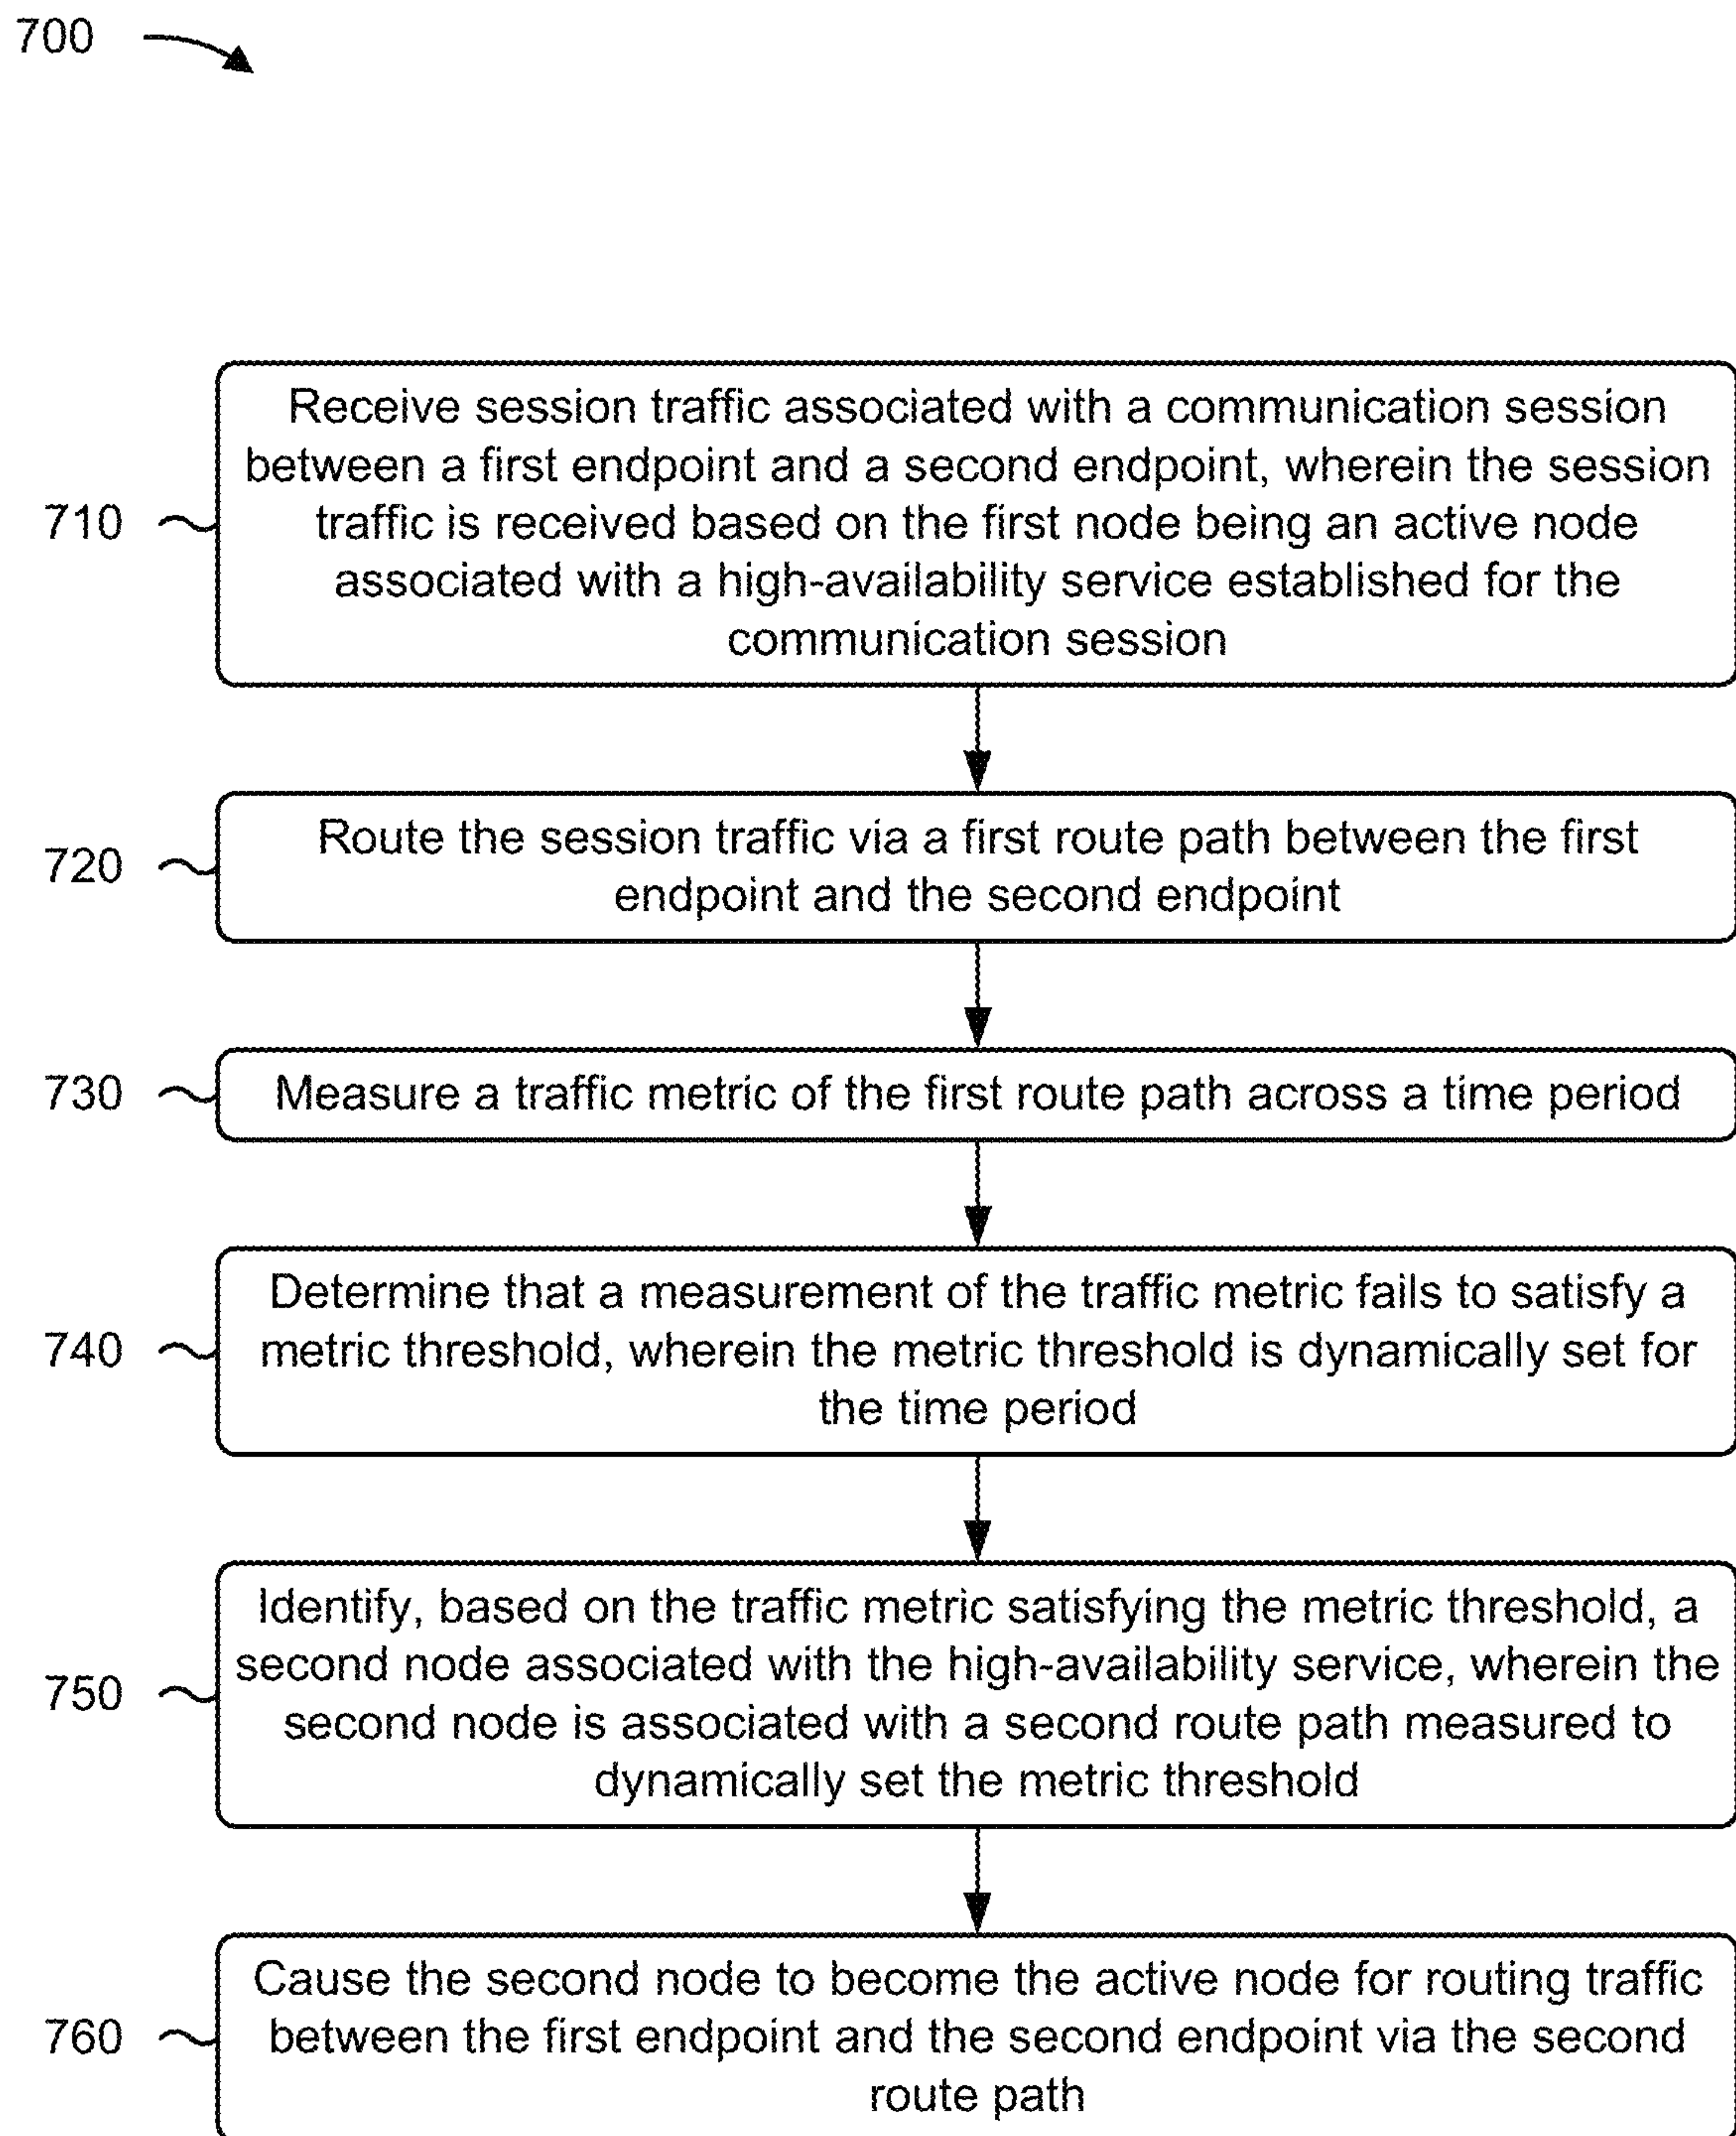 700
Receive session traffic associated with a communication session
between a first endpoint and a second endpoint, wherein the session
710
traffic is received based on the first node being an active node
associated with a high-availability service established for the
communication session
Route the session traffic via a first route path between the first
720
endpoint and the second endpoint
730
Measure a traffic metric of the first route path across a time period
Determine that a measurement of the traffic metric fails to satisfy a
740
metric threshold, wherein the metric threshold is dynamically set for
the time period
Identify, based on the traffic metric satisfying the metric threshold, a
second node associated with the high-availability service, wherein the
750
second node is associated with a second route path measured to
dynamically set the metric threshold
Cause the second node to become the active node for routing traffic
760
between the first endpoint and the second endpoint via the second
route path